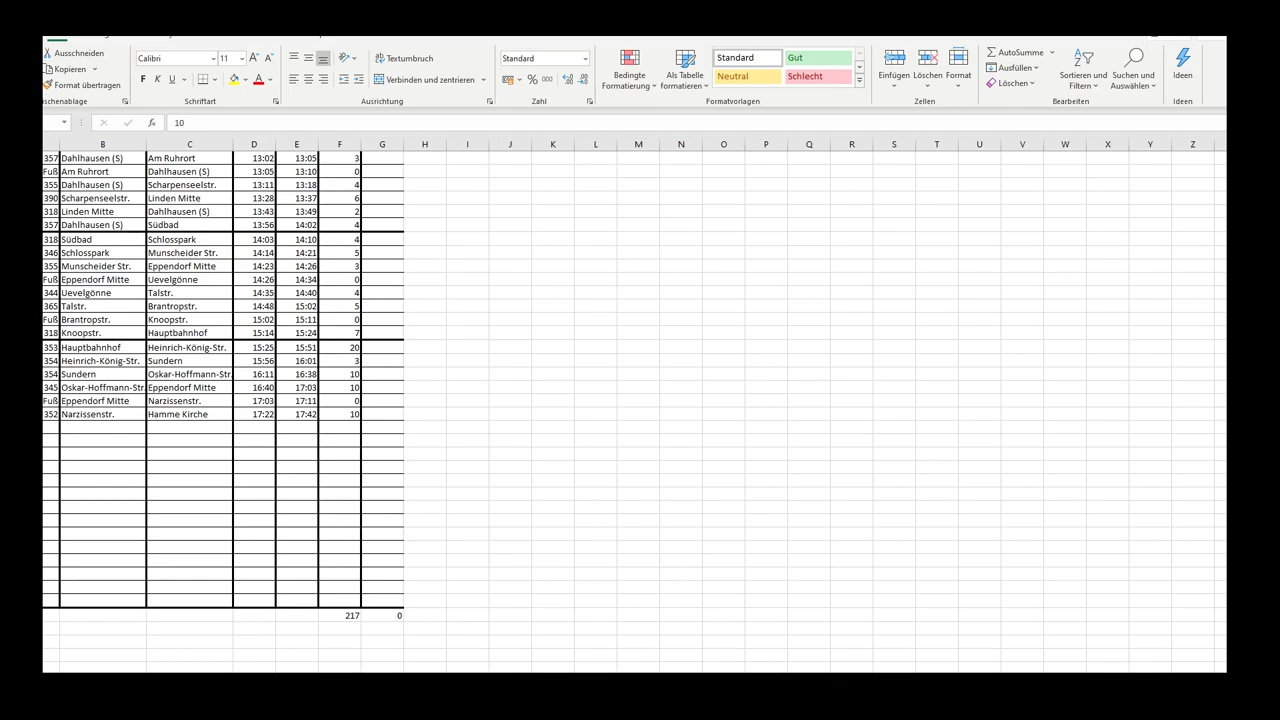 Ausschneiden Calibri 11 A A Textumbruch Standard Standard Gut AutoSumme
Kopieren Ausfüllen
Format übertragen F K U A Verbinden und zentrieren % 000 Bedingte Formatierung Als Tabelle formatieren Neutral Schlecht Einfügen Löschen Format Löschen Sortieren und Filtern Suchen und Auswählen Ideen
ischenablage Schriftart Ausrichtung Zahl Formatvorlagen Zellen Bearbeiten Ideen
fx 10
B C D E F G H I J K L M N O P Q R S T U V W X Y Z
357 Dahlhausen (S) Am Ruhrort 13:02 13:05 3
Fuß Am Ruhrort Dahlhausen (S) 13:05 13:10 0
355 Dahlhausen (S) Scharpenseelstr. 13:11 13:18 4
390 Scharpenseelstr. Linden Mitte 13:28 13:37 6
318 Linden Mitte Dahlhausen (S) 13:43 13:49 2
357 Dahlhausen (S) Südbad 13:56 14:02 4
318 Südbad Schlosspark 14:03 14:10 4
346 Schlosspark Munscheider Str. 14:14 14:21 5
355 Munscheider Str. Eppendorf Mitte 14:23 14:26 3
Fuß Eppendorf Mitte Uevelgönne 14:26 14:34 0
344 Uevelgönne Talstr. 14:35 14:40 4
365 Talstr. Brantropstr. 14:48 15:02 5
Fuß Brantropstr. Knoopstr. 15:02 15:11 0
318 Knoopstr. Hauptbahnhof 15:14 15:24 7
353 Hauptbahnhof Heinrich-König-Str. 15:25 15:51 20
354 Heinrich-König-Str. Sundern 15:56 16:01 3
354 Sundern Oskar-Hoffmann-Str. 16:11 16:38 10
345 Oskar-Hoffmann-Str. Eppendorf Mitte 16:40 17:03 10
Fuß Eppendorf Mitte Narzissenstr. 17:03 17:11 0
352 Narzissenstr. Hamme Kirche 17:22 17:42 10
217 0